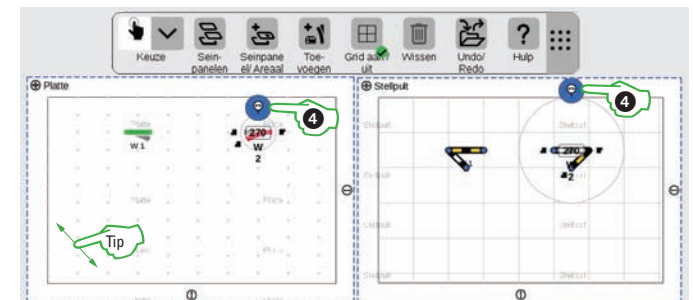 Keuze
Sein-
panelen
Seinpane
el/ Areaal
Toe-
voegen
Grid aan /
uit
Wissen
Undo/
Redo
?
Hulp
Platte
Stellpult
4
4
W 1
270
W
2
270
2
Tip